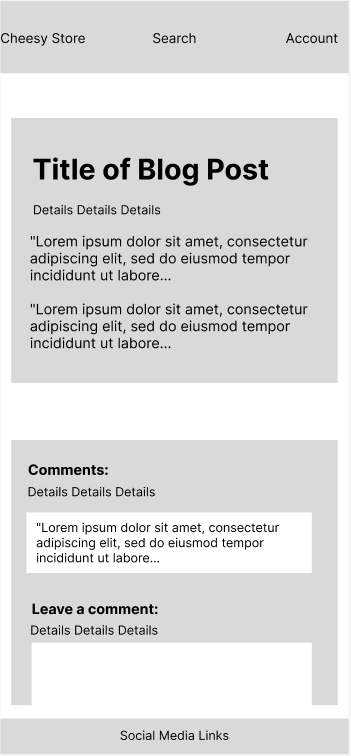 Cheesy Store Search Account
Title of Blog Post
Details Details Details
"Lorem ipsum dolor sit amet, consectetur
adipiscing elit, sed do eiusmod tempor
incididunt ut labore...
"Lorem ipsum dolor sit amet, consectetur
adipiscing elit, sed do eiusmod tempor
incididunt ut labore...
Comments:
Details Details Details
"Lorem ipsum dolor sit amet, consectetur
adipiscing elit, sed do eiusmod tempor
incididunt ut labore...
Leave a comment:
Details Details Details
Social Media Links